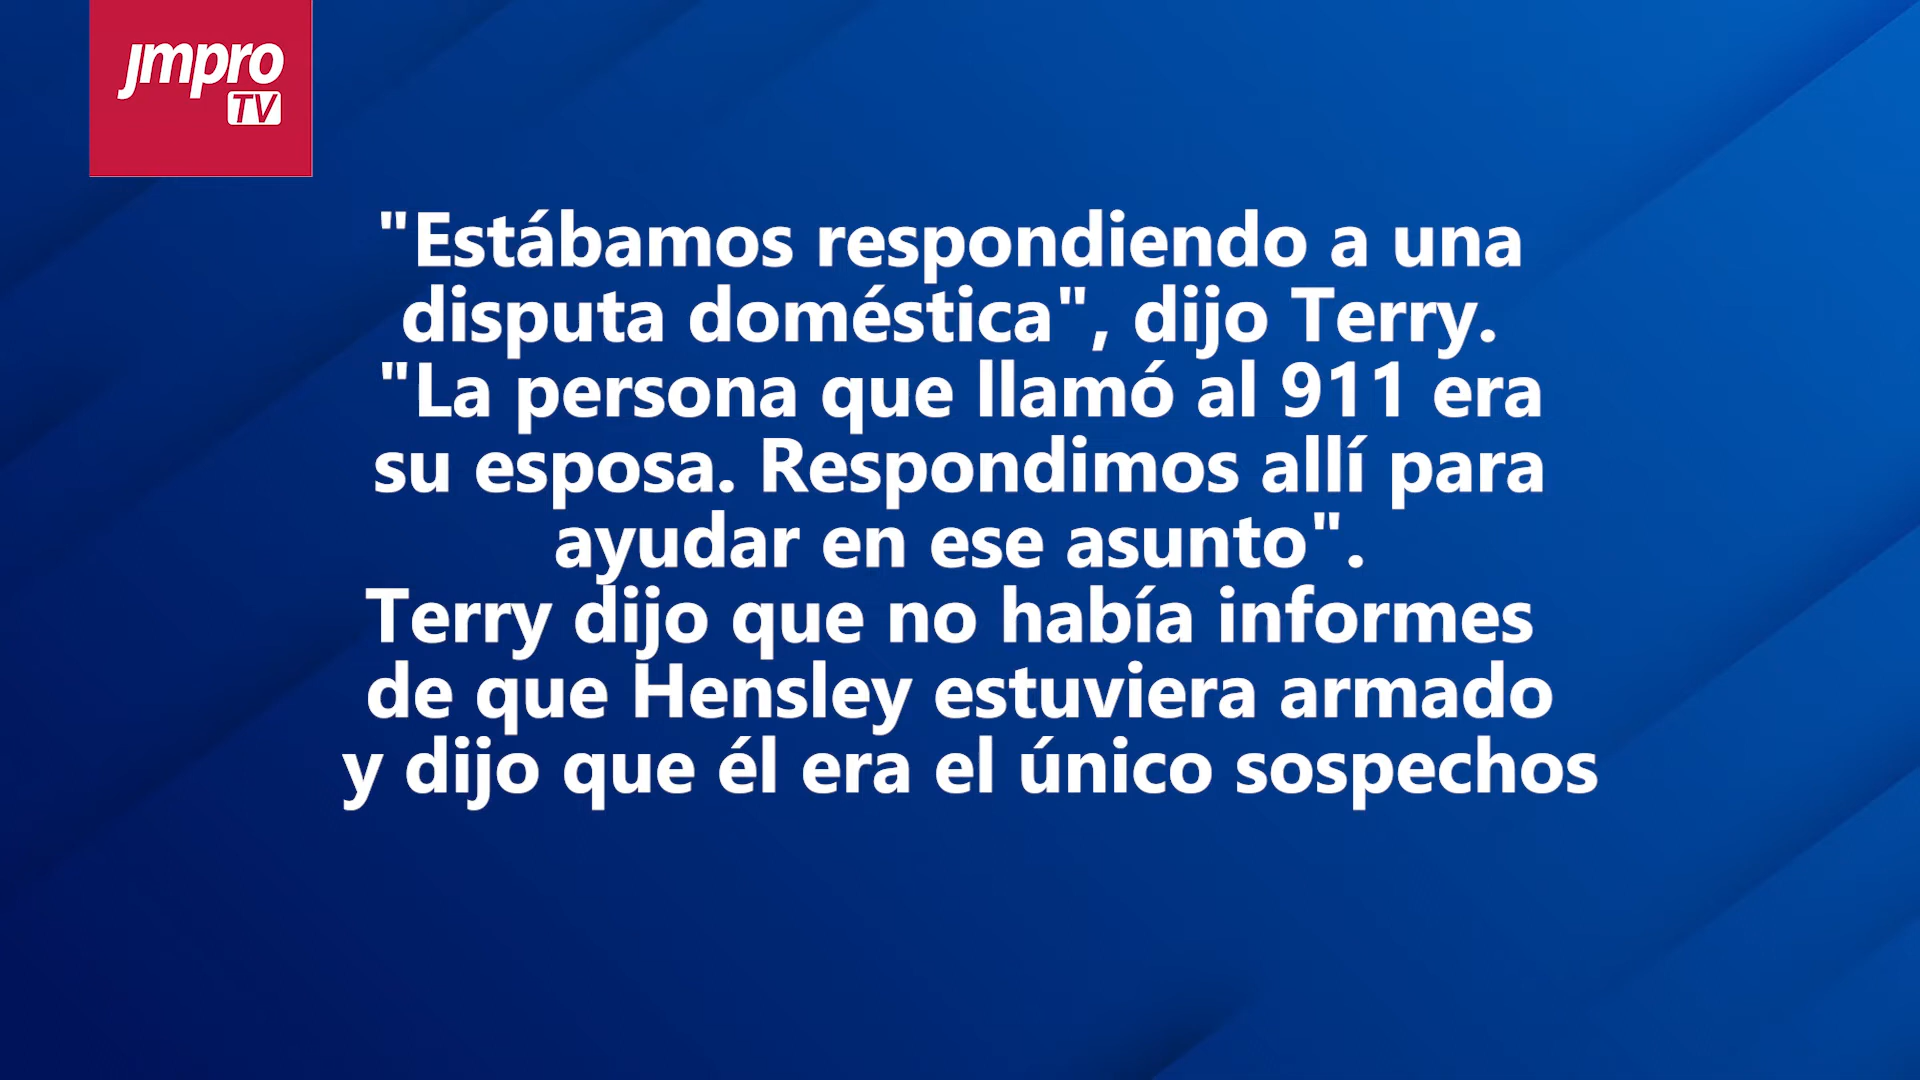 jmpro
TV
"Estábamos respondiendo a una
disputa doméstica", dijo Terry.
"La persona que llamó al 911 era
su esposa. Respondimos allí para
ayudar en ese asunto".
Terry dijo que no había informes
de que Hensley estuviera armado
y dijo que él era el único sospechos